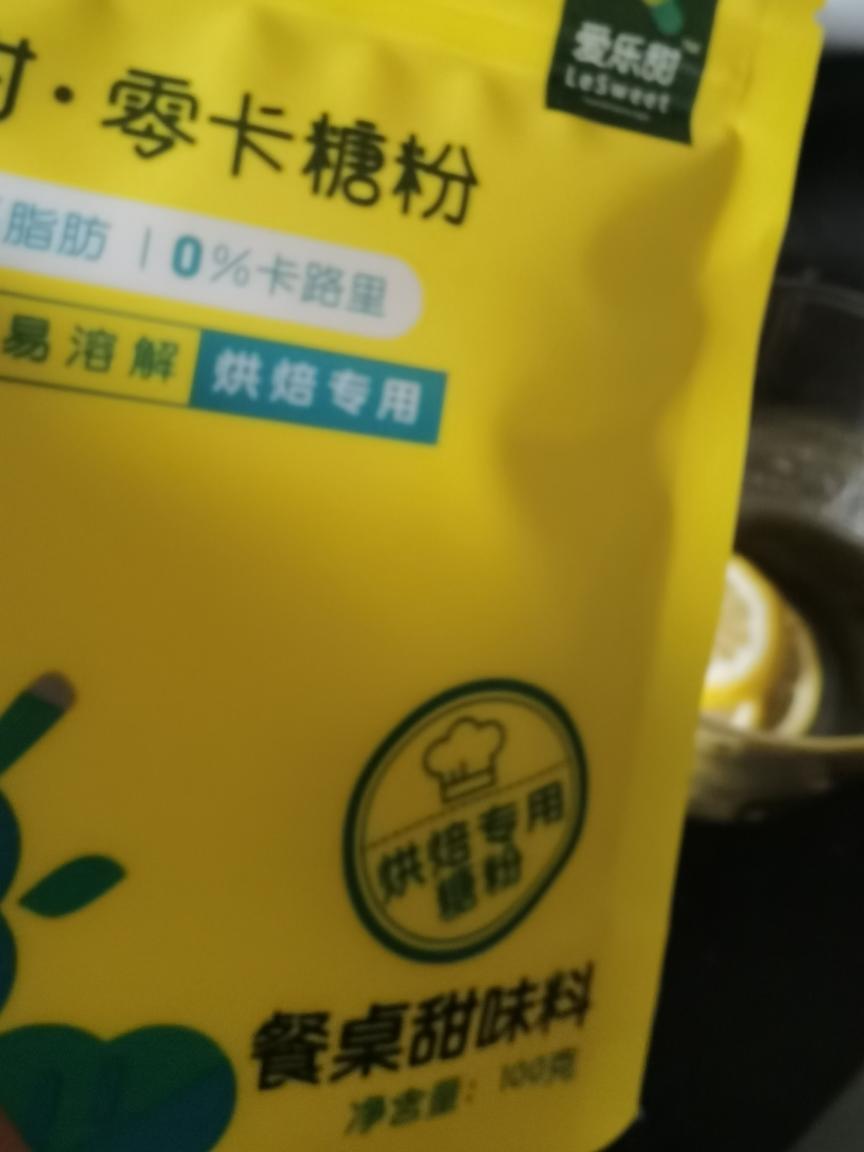 爱乐甜™
LeSweet
·零卡糖粉
脂肪 | 0%卡路里
易溶解 烘焙专用
烘焙专用
糖粉
餐桌甜味料
净含量：100克